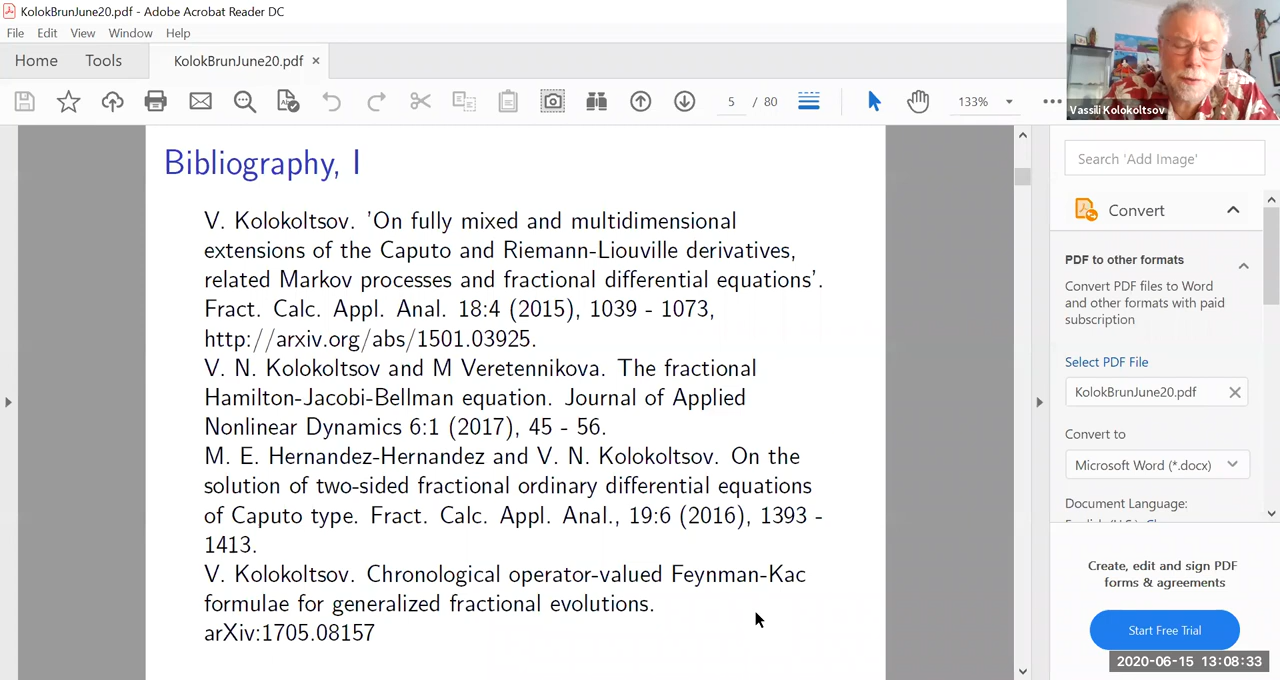 KolokBrunJune20.pdf - Adobe Acrobat Reader DC
File Edit View Window Help
Home Tools KolokBrunJune20.pdf ×
5 / 80 133%
Vassili Kolokoltsov
Bibliography, I
V. Kolokoltsov. 'On fully mixed and multidimensional
extensions of the Caputo and Riemann-Liouville derivatives,
related Markov processes and fractional differential equations'.
Fract. Calc. Appl. Anal. 18:4 (2015), 1039 - 1073,
http://arxiv.org/abs/1501.03925.
V. N. Kolokoltsov and M Veretennikova. The fractional
Hamilton-Jacobi-Bellman equation. Journal of Applied
Nonlinear Dynamics 6:1 (2017), 45 - 56.
M. E. Hernandez-Hernandez and V. N. Kolokoltsov. On the
solution of two-sided fractional ordinary differential equations
of Caputo type. Fract. Calc. Appl. Anal., 19:6 (2016), 1393 -
1413.
V. Kolokoltsov. Chronological operator-valued Feynman-Kac
formulae for generalized fractional evolutions.
arXiv:1705.08157
Search 'Add Image'
Convert
PDF to other formats
Convert PDF files to Word
and other formats with paid
subscription
Select PDF File
KolokBrunJune20.pdf
Convert to
Microsoft Word (*.docx)
Document Language:
Create, edit and sign PDF
forms & agreements
Start Free Trial
2020-06-15 13:08:33